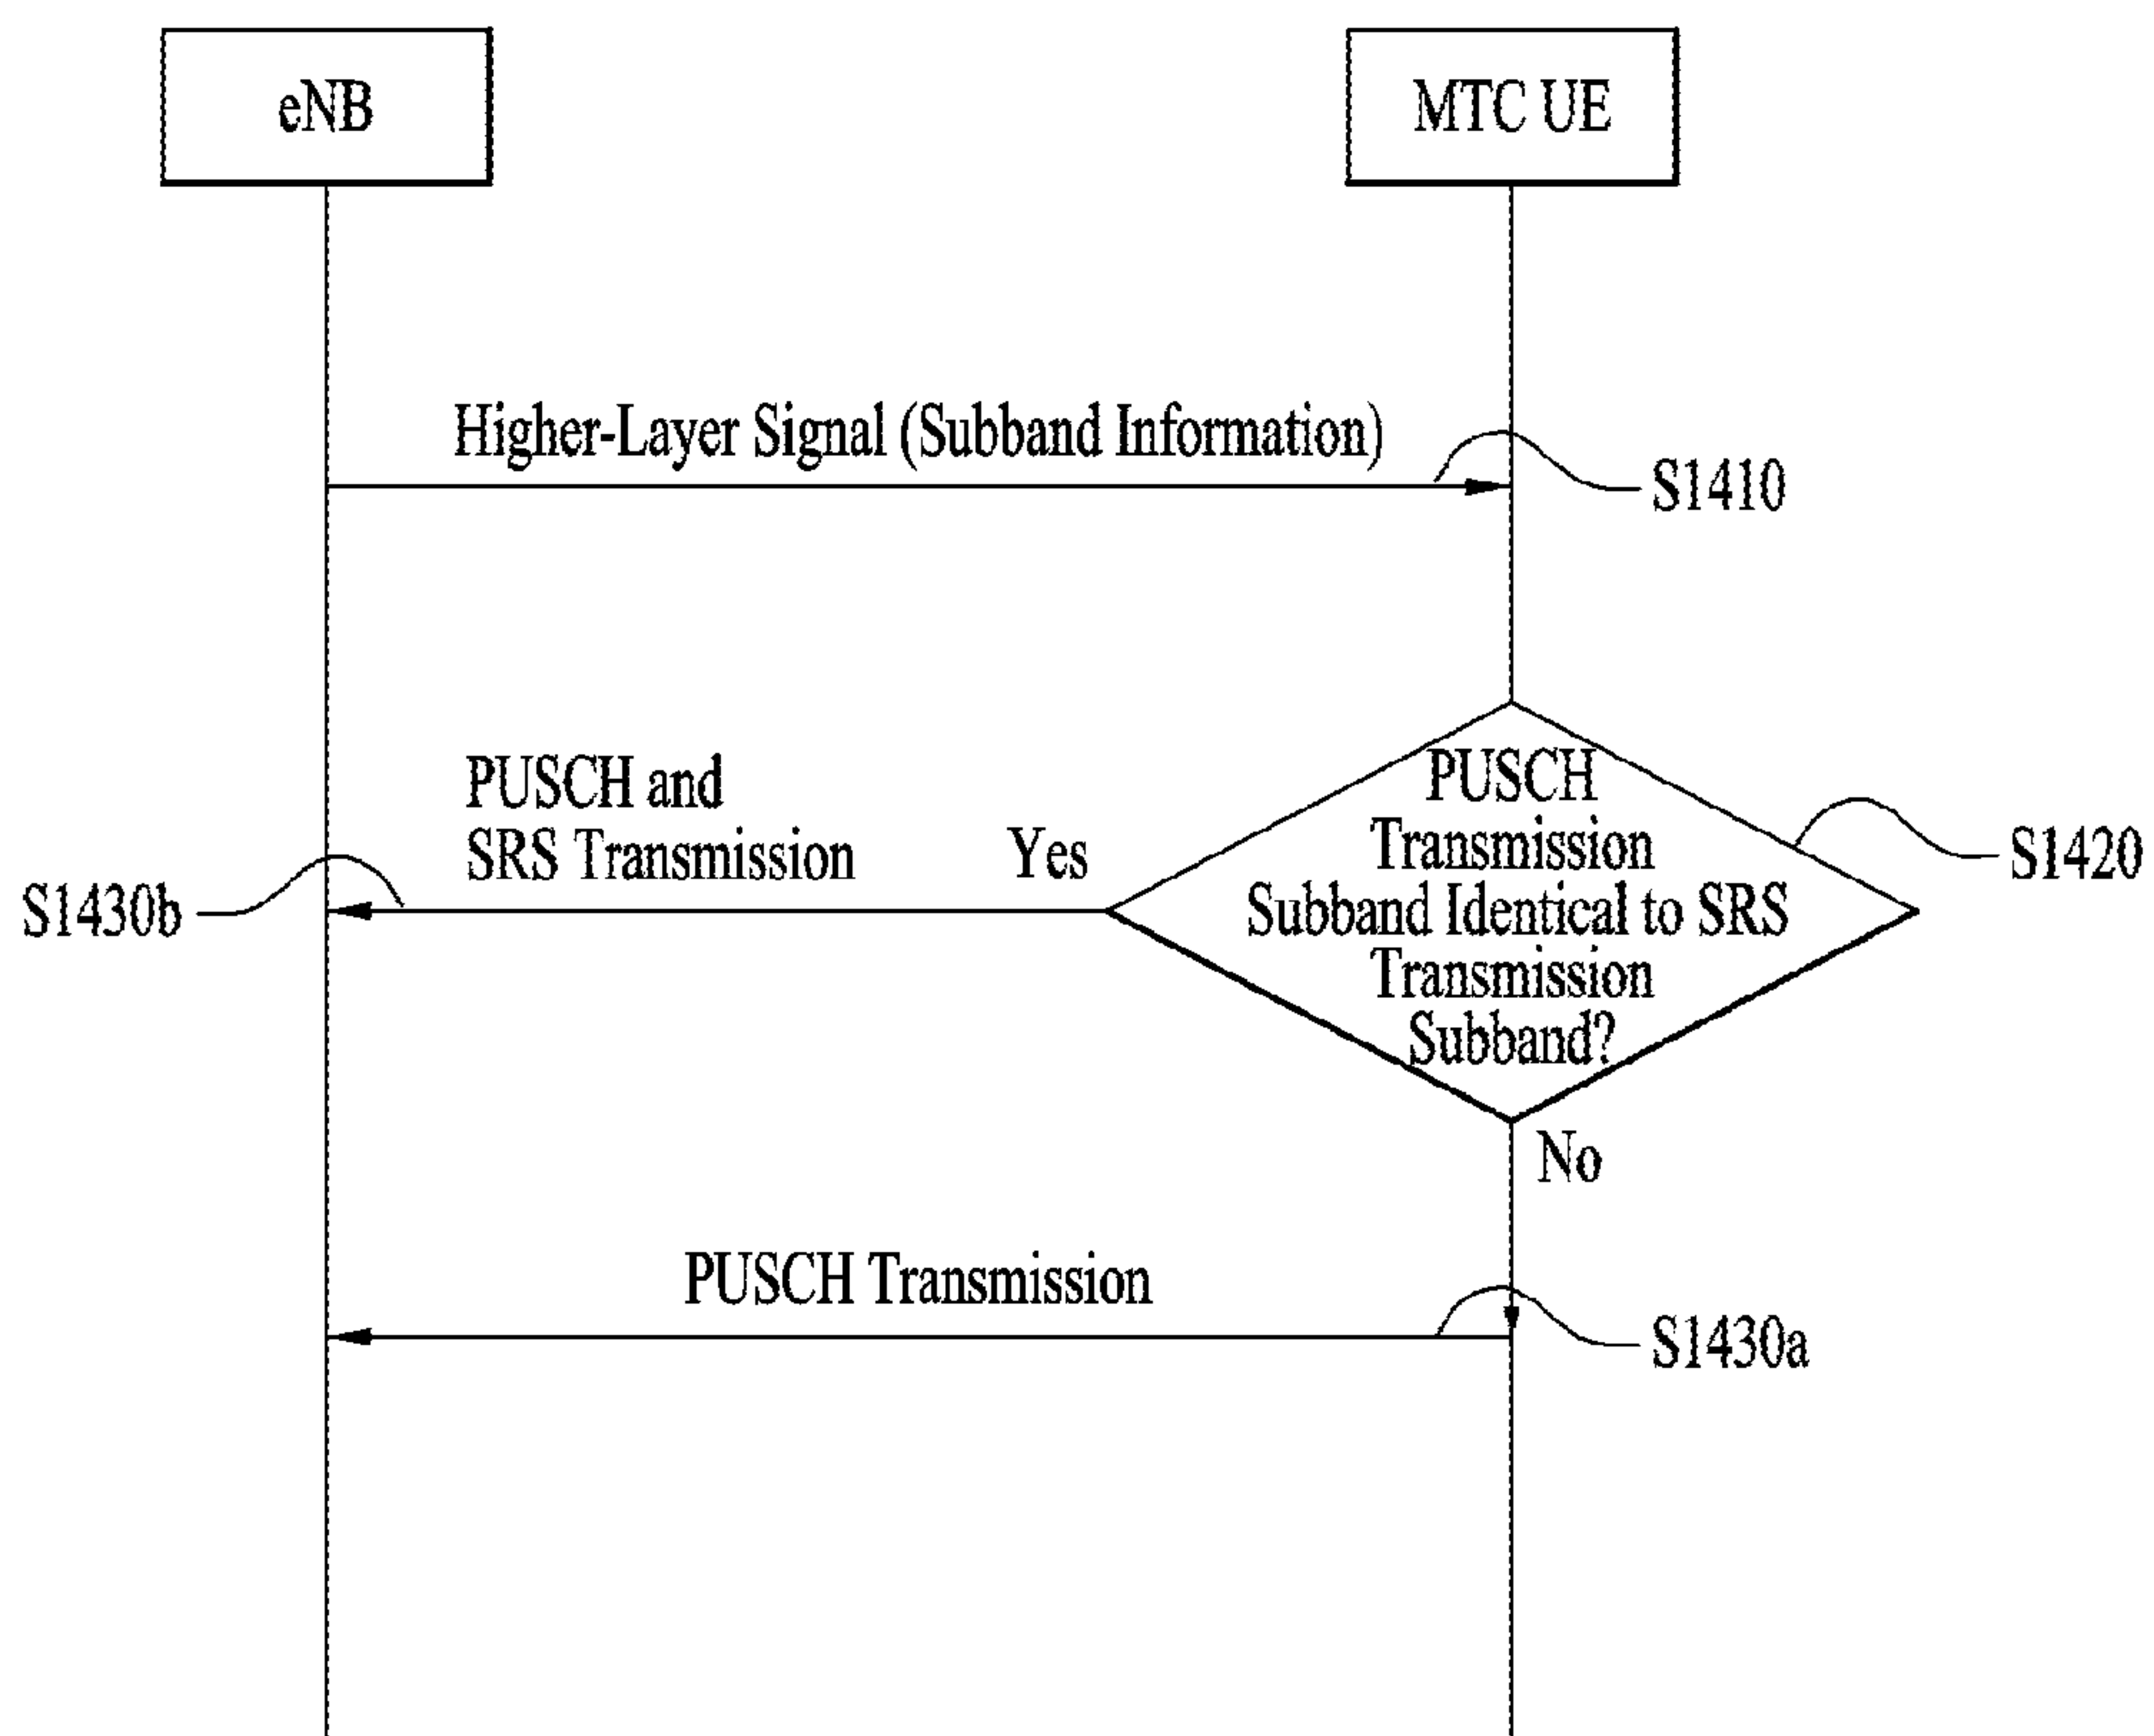 eNB
MTC UE
Higher-Layer Signal (Subband Information)
S1410
PUSCH and
SRS Transmission
Yes
S1430b
PUSCH
Transmission
Subband Identical to SRS
Transmission
Subband?
S1420
No
PUSCH Transmission
S1430a